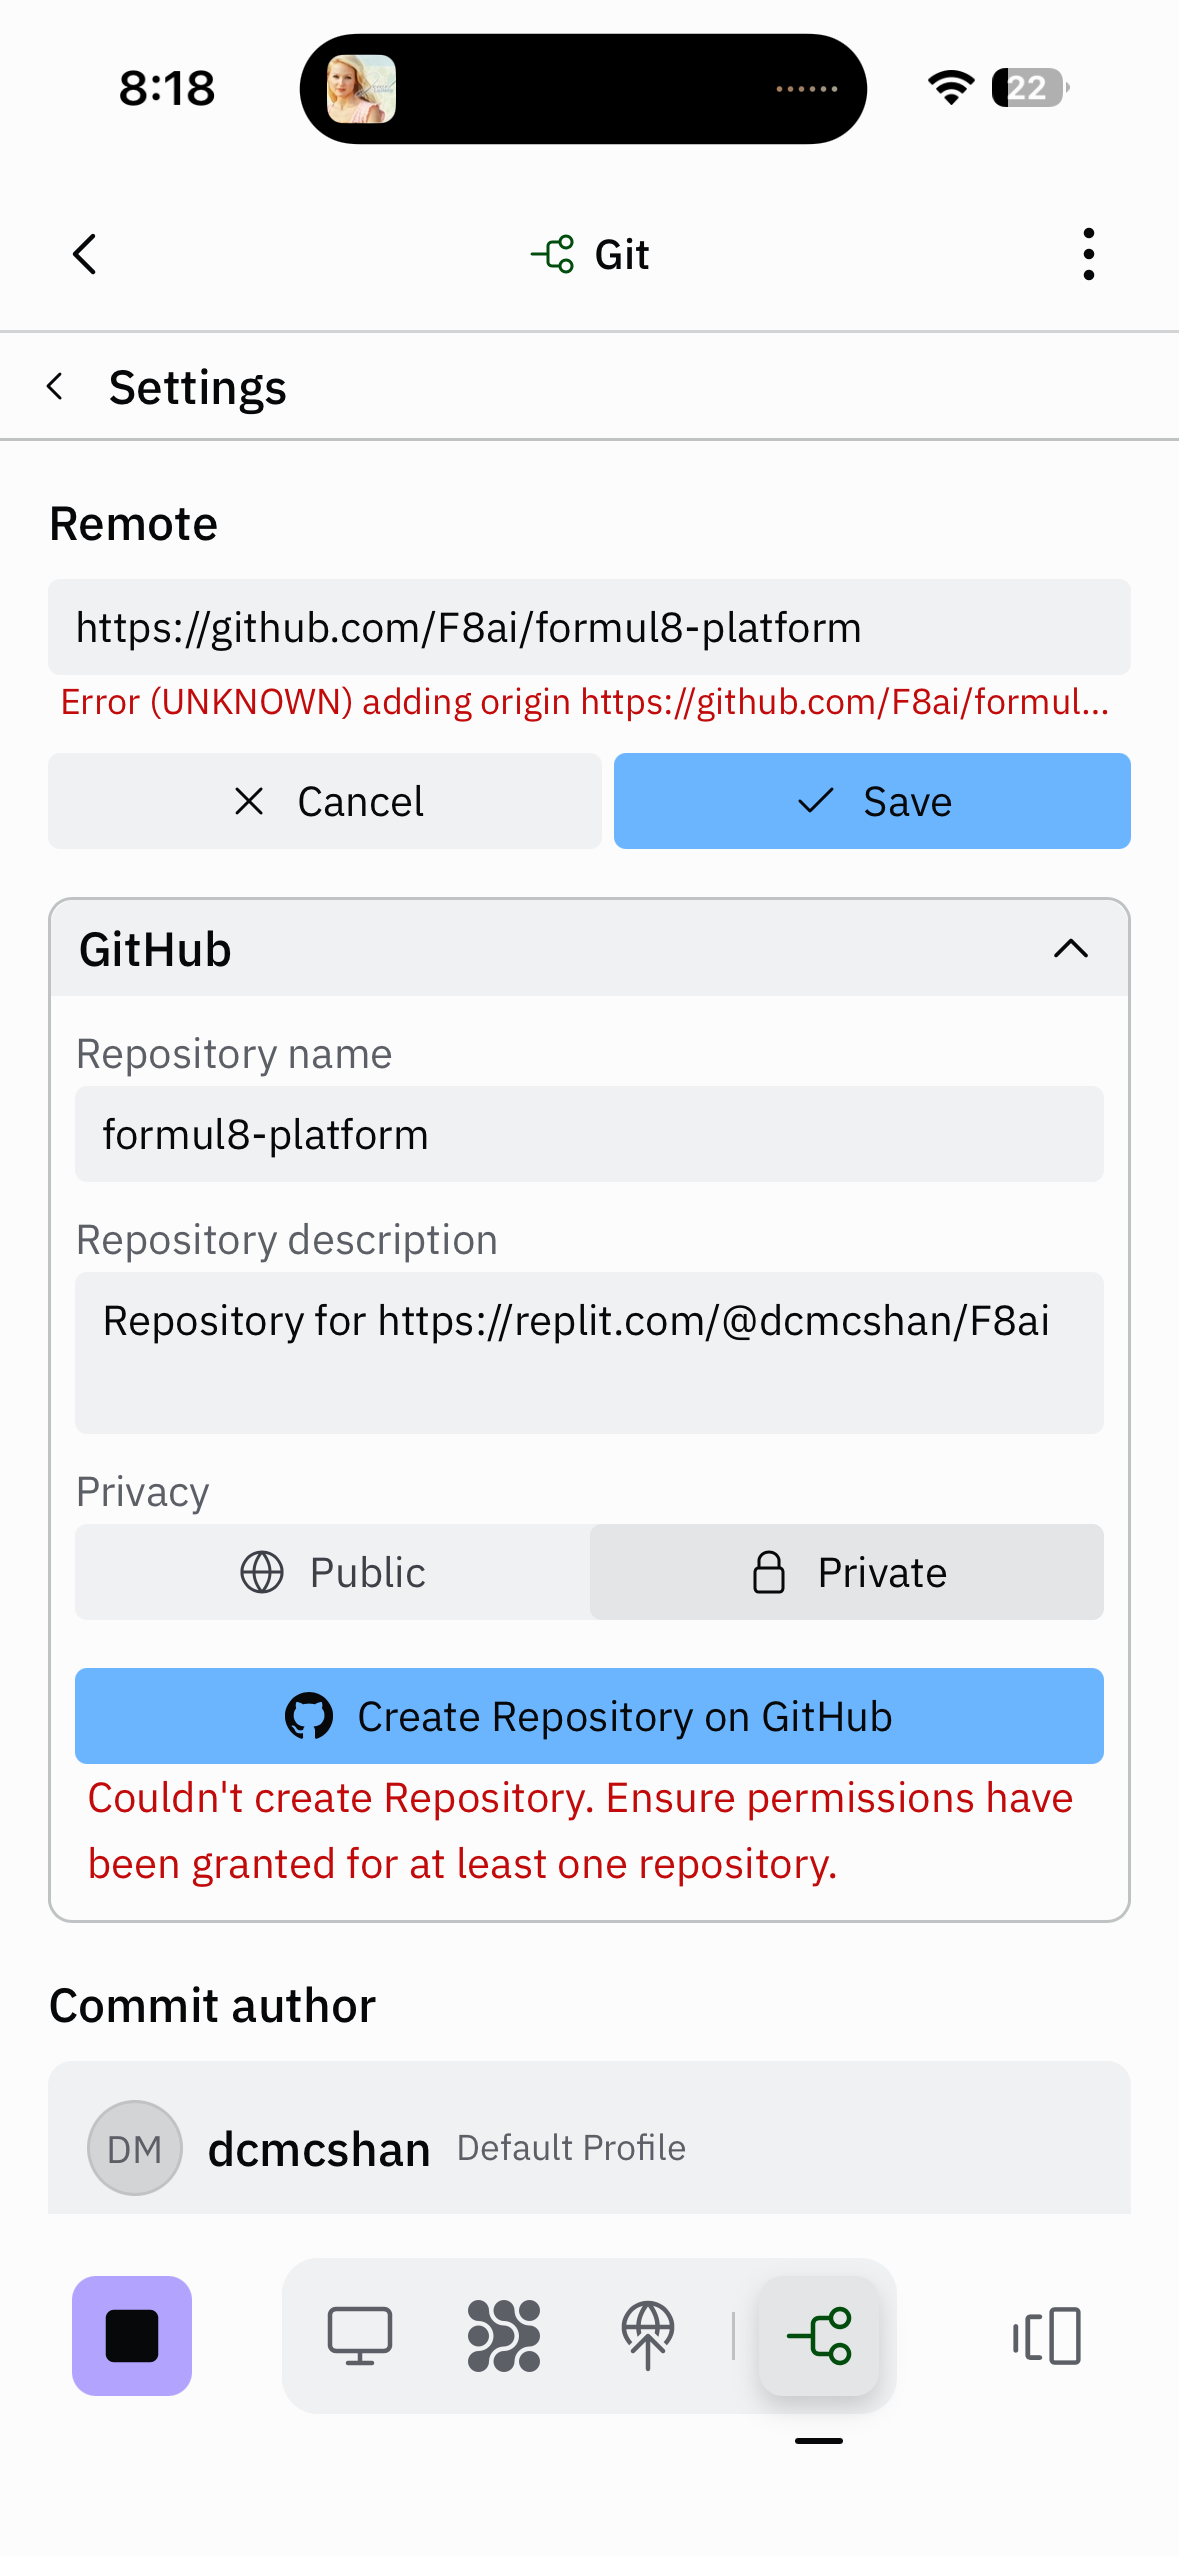 8:18
22
Git
Settings
Remote
https://github.com/F8ai/formul8-platform
Error (UNKNOWN) adding origin https://github.com/F8ai/formul...
Cancel
Save
GitHub
Repository name
formul8-platform
Repository description
Repository for https://replit.com/@dcmcshan/F8ai
Privacy
Public
Private
Create Repository on GitHub
Couldn't create Repository. Ensure permissions have
been granted for at least one repository.
Commit author
DM
dcmcshan Default Profile